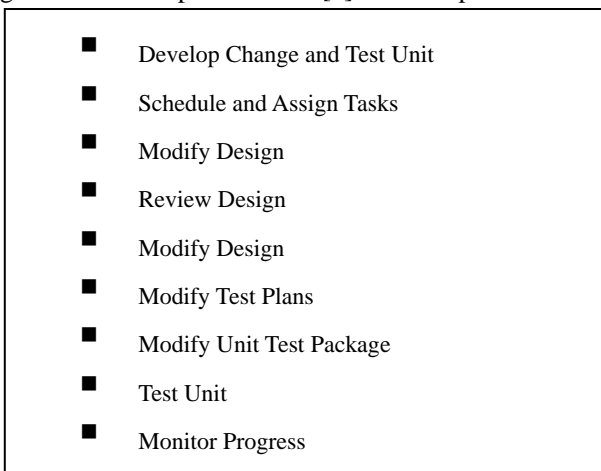 ■ Develop Change and Test Unit
■ Schedule and Assign Tasks
■ Modify Design
■ Review Design
■ Modify Design
■ Modify Test Plans
■ Modify Unit Test Package
■ Test Unit
■ Monitor Progress